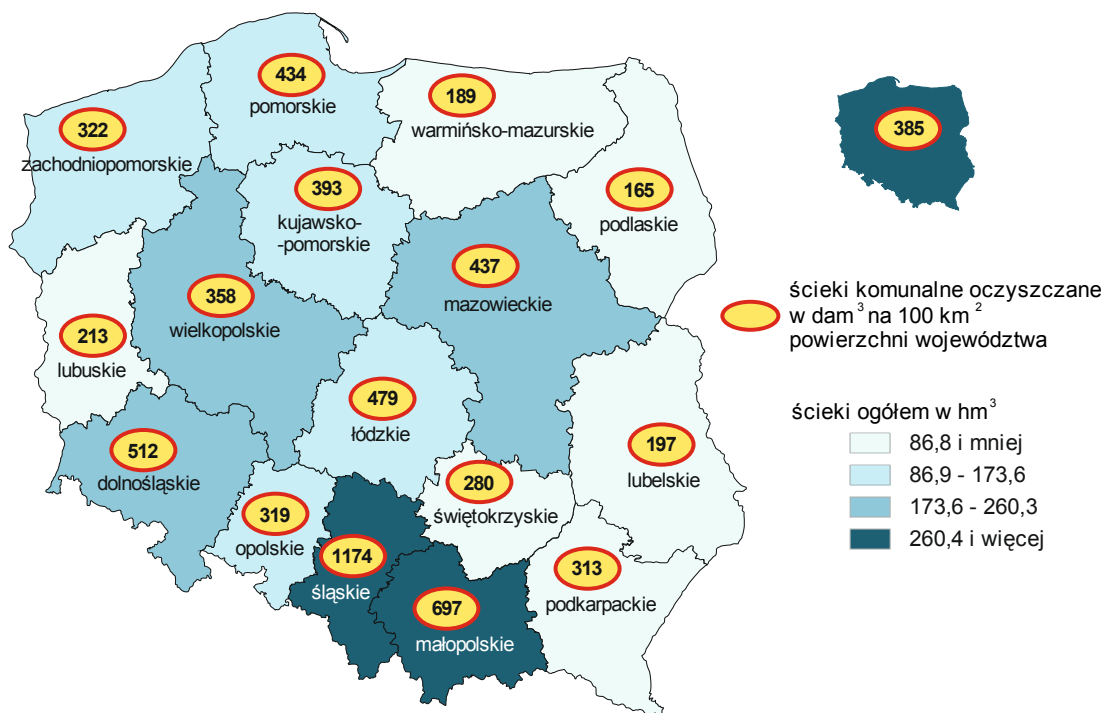 434
pomorskie
189
warmińsko-mazurskie
322
zachodniopomorskie
385
393
kujawsko-
-pomorskie
165
podlaskie
437
mazowieckie
358
wielkopolskie
213
lubuskie
ścieki komunalne oczyszczane
w dam³ na 100 km²
powierzchni województwa
479
łódzkie
512
dolnośląskie
197
lubelskie
280
świętokrzyskie
319
opolskie
1174
śląskie
313
podkarpackie
697
małopolskie
ścieki ogółem w hm³
86,8 i mniej
86,9 - 173,6
173,6 - 260,3
260,4 i więcej